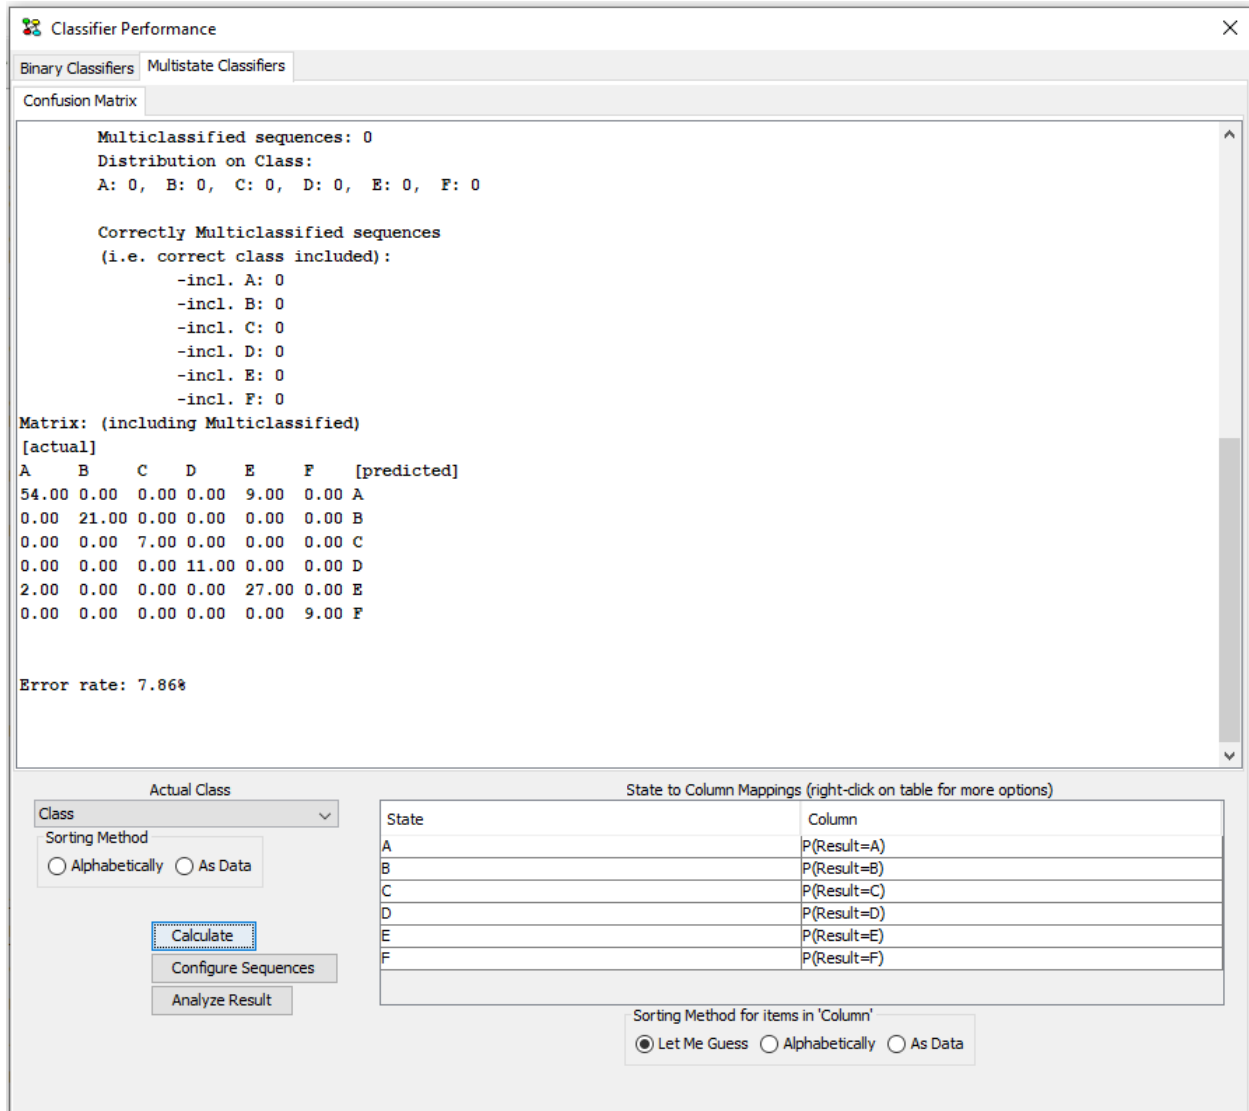 Classifier Performance
Binary Classifiers Multistate Classifiers
Confusion Matrix
Multiclassified sequences: 0
Distribution on Class:
A: 0, B: 0, C: 0, D: 0, E: 0, F: 0
Correctly Multiclassified sequences
(i.e. correct class included):
-incl. A: 0
-incl. B: 0
-incl. C: 0
-incl. D: 0
-incl. E: 0
-incl. F: 0
Matrix: (including Multiclassified)
[actual]
A B C D E F [predicted]
54.00 0.00 0.00 0.00 9.00 0.00 A
0.00 21.00 0.00 0.00 0.00 0.00 B
0.00 0.00 7.00 0.00 0.00 0.00 C
0.00 0.00 0.00 11.00 0.00 0.00 D
2.00 0.00 0.00 0.00 27.00 0.00 E
0.00 0.00 0.00 0.00 0.00 9.00 F
Error rate: 7.86%
Actual Class
Class
Sorting Method
Alphabetically As Data
Calculate
Configure Sequences
Analyze Result
State to Column Mappings (right-click on table for more options)
State Column
A P(Result=A)
B P(Result=B)
C P(Result=C)
D P(Result=D)
E P(Result=E)
F P(Result=F)
Sorting Method for items in 'Column'
Let Me Guess Alphabetically As Data